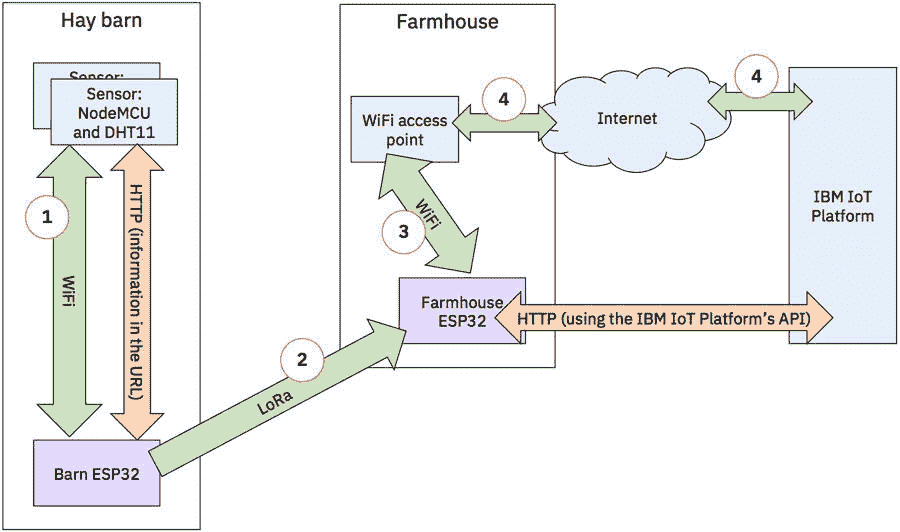 Hay barn
Sensor:
Sensor:
NodeMCU
and DHT11
1
WiFi
HTTP (information in the URL)
Barn ESP32
2
LoRa
Farmhouse
WiFi access
point
4
Internet
4
IBM IoT
Platform
3
WiFi
Farmhouse
ESP32
HTTP (using the IBM IoT Platform's API)